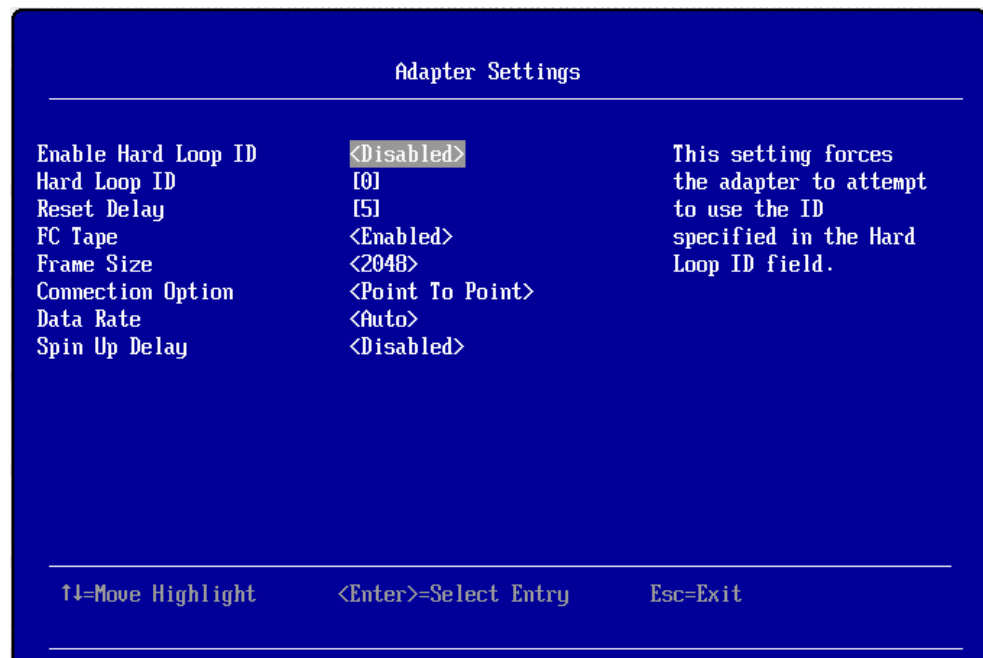 Adapter Settings
Enable Hard Loop ID <Disabled>
Hard Loop ID [0]
Reset Delay [5]
FC Tape <Enabled>
Frame Size <2048>
Connection Option <Point To Point>
Data Rate <Auto>
Spin Up Delay <Disabled>
This setting forces
the adapter to attempt
to use the ID
specified in the Hard
Loop ID field.
↑↓=Move Highlight <Enter>=Select Entry Esc=Exit